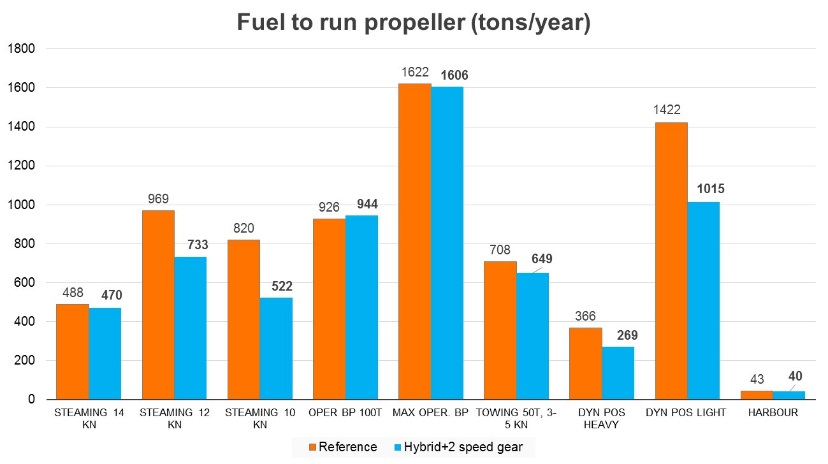 Fuel to run propeller (tons/year)
1800
1600
1400
1200
1000
800
600
400
200
0
488 470
969 733
820 522
926 944
1622 1606
708 649
366 269
1422 1015
43 40
STEAMING 14
KN
STEAMING 12
KN
STEAMING 10
KN
OPER BP 100T
MAX OPER. BP
TOWING 50T, 3-
5 KN
DYN POS
HEAVY
DYN POS LIGHT
HARBOUR
Reference Hybrid+2 speed gear